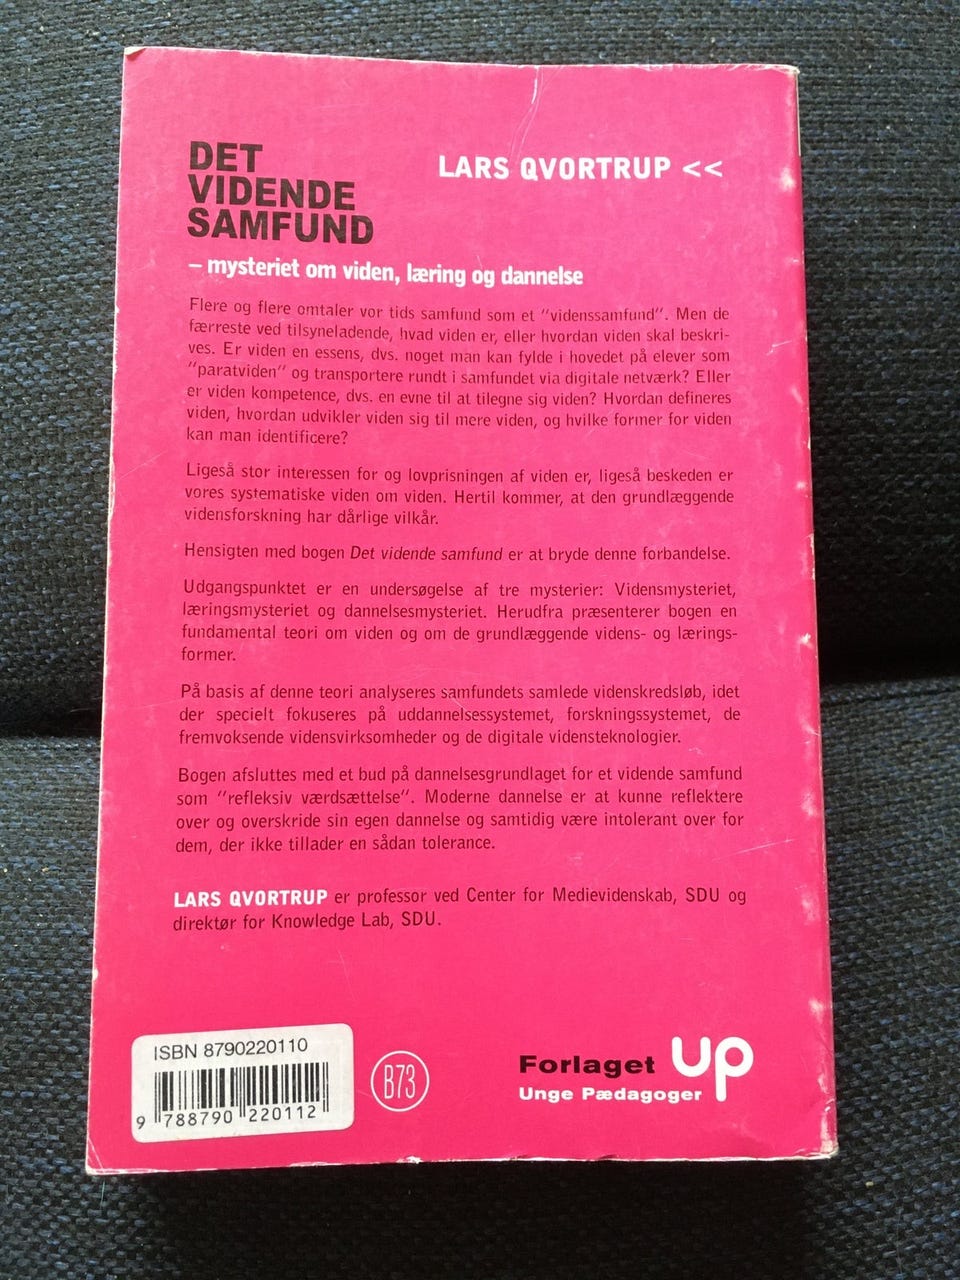 DET
VIDENDE
SAMFUND
LARS QVORTRUP <<
– mysteriet om viden, læring og dannelse
Flere og flere omtaler vor tids samfund som et "videnssamfund". Men de
færreste ved tilsyneladende, hvad viden er, eller hvordan viden skal beskri-
ves. Er viden en essens, dvs. noget man kan fylde i hovedet på elever som
"paratviden" og transportere rundt i samfundet via digitale netværk? Eller
er viden kompetence, dvs. en evne til at tilegne sig viden? Hvordan defineres
viden, hvordan udvikler viden sig til mere viden, og hvilke former for viden
kan man identificere?
Ligeså stor interessen for og lovprisningen af viden er, ligeså beskeden er
vores systematiske viden om viden. Hertil kommer, at den grundlæggende
vidensforskning har dårlige vilkår.
Hensigten med bogen Det vidende samfund er at bryde denne forbandelse.
Udgangspunktet er en undersøgelse af tre mysterier: Vidensmysteriet,
læringsmysteriet og dannelsesmysteriet. Herudfra præsenterer bogen en
fundamental teori om viden og om de grundlæggende videns- og lærings-
former.
På basis af denne teori analyseres samfundets samlede videnskredsløb, idet
der specielt fokuseres på uddannelsessystemet, forskningssystemet, de
fremvoksende vidensvirksomheder og de digitale vidensteknologier.
Bogen afsluttes med et bud på dannelsesgrundlaget for et vidende samfund
som "refleksiv værdsættelse". Moderne dannelse er at kunne reflektere
over og overskride sin egen dannelse og samtidig være intolerant over for
dem, der ikke tillader en sådan tolerance.
LARS QVORTRUP er professor ved Center for Medievidenskab, SDU og
direktør for Knowledge Lab, SDU.
ISBN 8790220110
9 788790 220112
B73
Forlaget UP
Unge Pædagoger